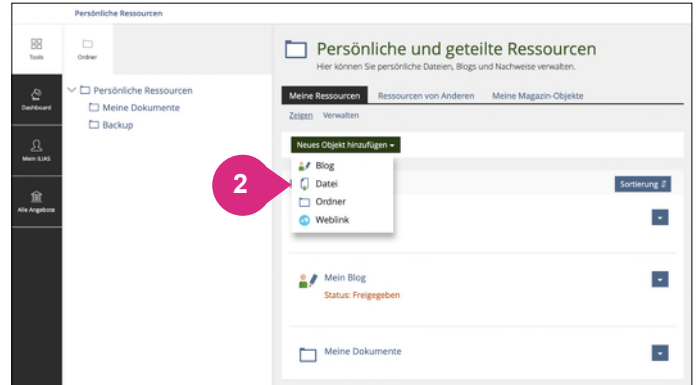 Persönliche Ressourcen
Tools
Dashboard
Mein ILIAS
Alle Angebote
Ordner
Persönliche Ressourcen
Meine Dokumente
Backup
Persönliche und geteilte Ressourcen
Hier können Sie persönliche Dateien, Blogs und Nachweise verwalten.
Meine Ressourcen Ressourcen von Anderen Meine Magazin-Objekte
Zeigen Verwalten
Neues Objekt hinzufügen
Blog
2
Datei
Ordner
Weblink
Sortierung
Mein Blog
Status: Freigegeben
Meine Dokumente